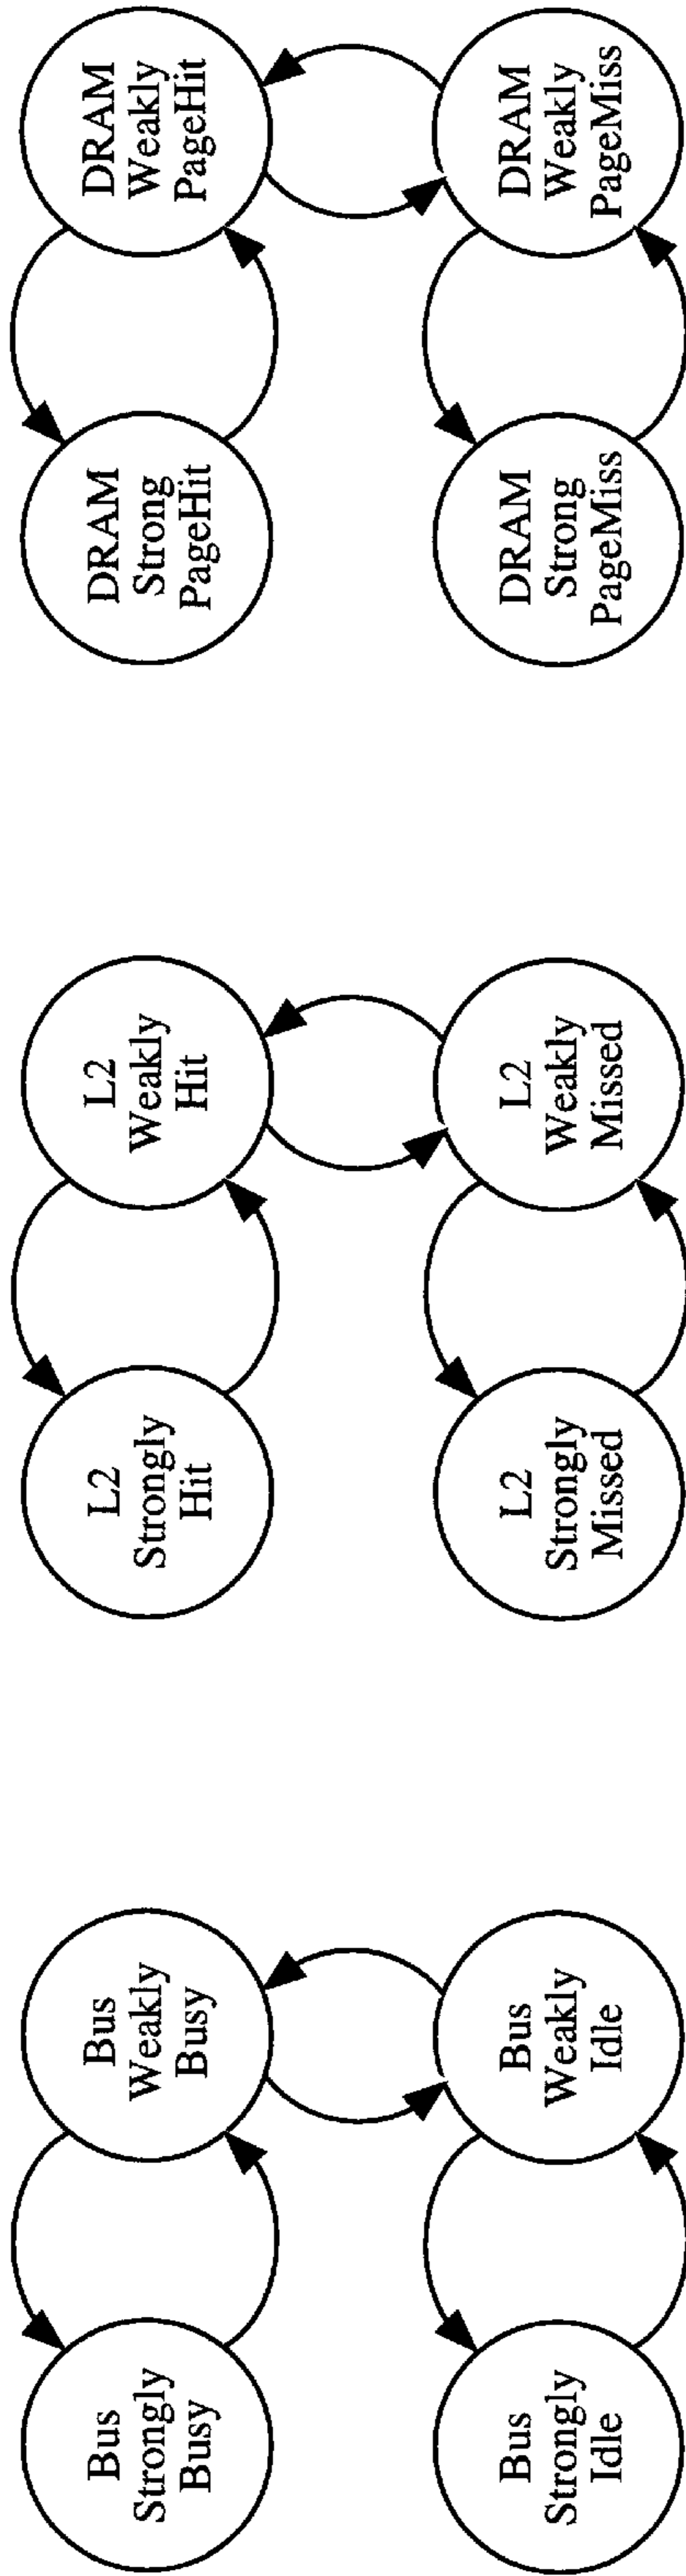 Bus
Strongly
Busy
Bus
Weakly
Busy
Bus
Strongly
Idle
Bus
Weakly
Idle
L2
Strongly
Hit
L2
Weakly
Hit
L2
Strongly
Missed
L2
Weakly
Missed
DRAM
Strong
PageHit
DRAM
Weakly
PageHit
DRAM
Strong
PageMiss
DRAM
Weakly
PageMiss